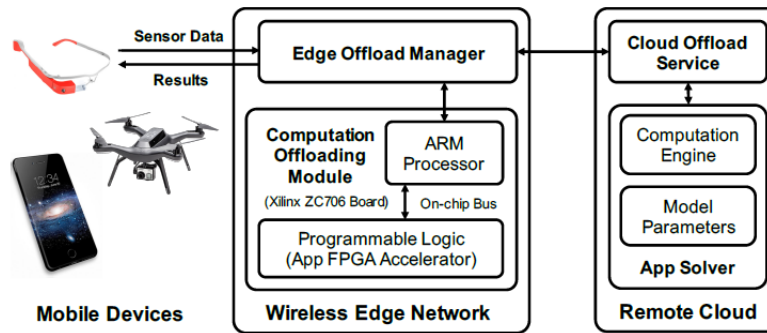 Sensor Data
Results
Mobile Devices
12:34
Edge Offload Manager
Computation
Offloading
Module
(Xilinx ZC706 Board)
ARM
Processor
On-chip Bus
Programmable Logic
(App FPGA Accelerator)
Wireless Edge Network
Cloud Offload
Service
Computation
Engine
Model
Parameters
App Solver
Remote Cloud